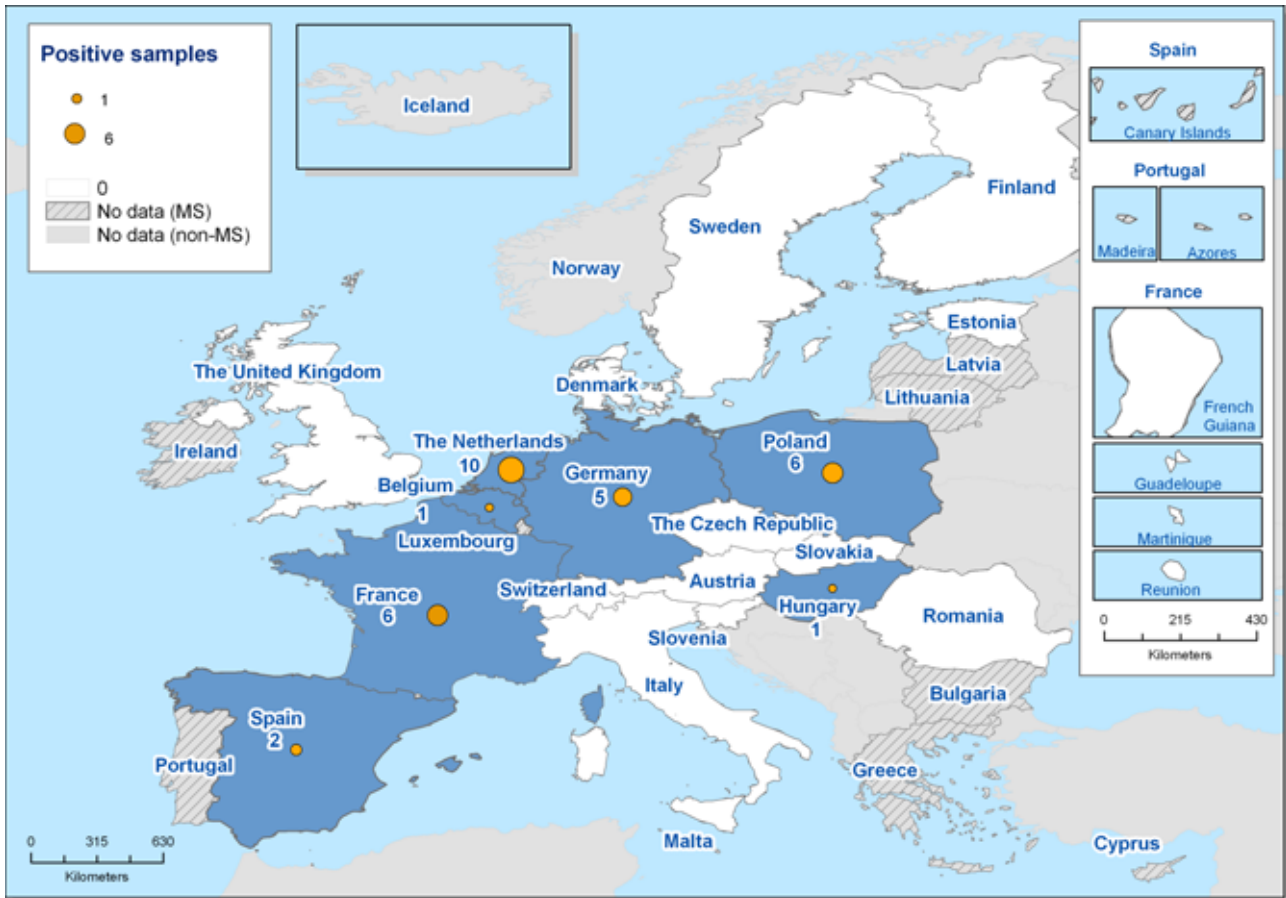 Positive samples
1
6
0
No data (MS)
No data (non-MS)
Iceland
Spain
Canary Islands
Portugal
Madeira
Azores
France
French
Guiana
Guadeloupe
Martinique
Reunion
0 215 430
Kilometers
Finland
Sweden
Norway
Estonia
Latvia
Lithuania
Denmark
The United Kingdom
Ireland
The Netherlands
10
Belgium
1
Luxembourg
Germany
5
Poland
6
The Czech Republic
Slovakia
Austria
Switzerland
Hungary
1
France
6
Slovenia
Romania
Italy
Bulgaria
Spain
2
Portugal
Greece
Malta
Cyprus
0 315 630
Kilometers